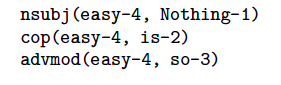 nsubj(easy-4, Nothing-1)
cop(easy-4, is-2)
advmod(easy-4, so-3)